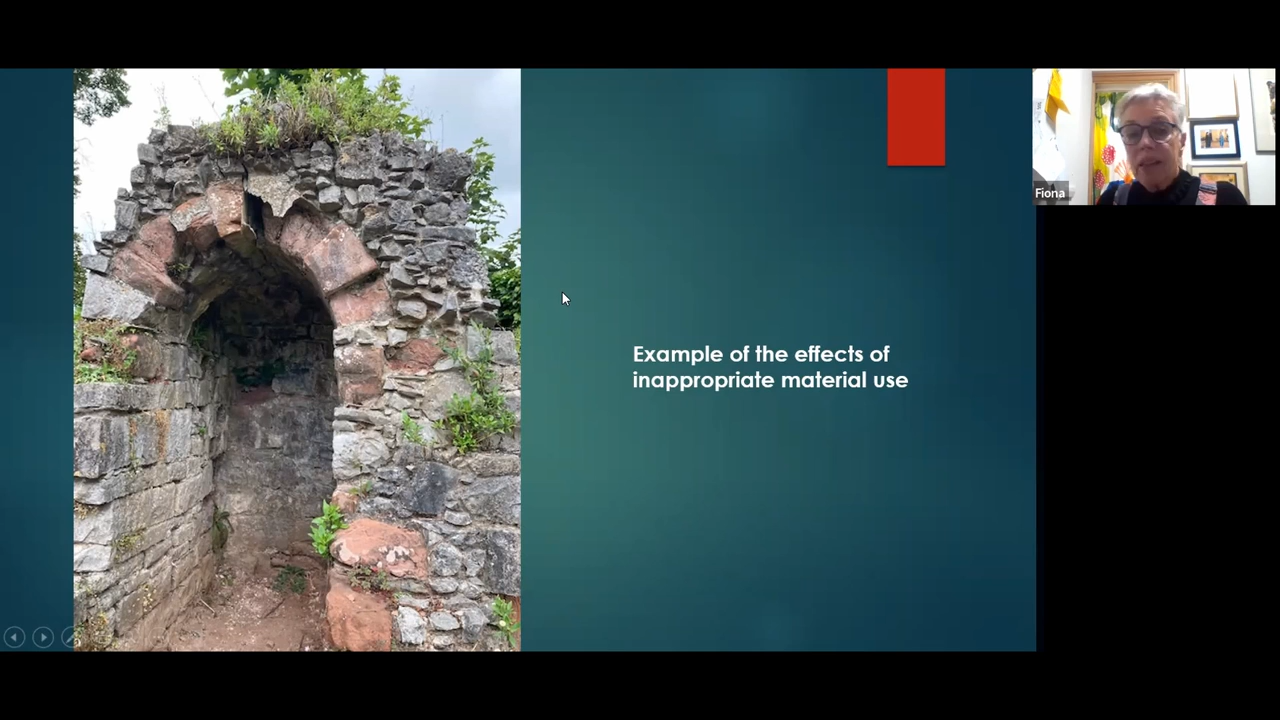 Example of the effects of
inappropriate material use
Fiona